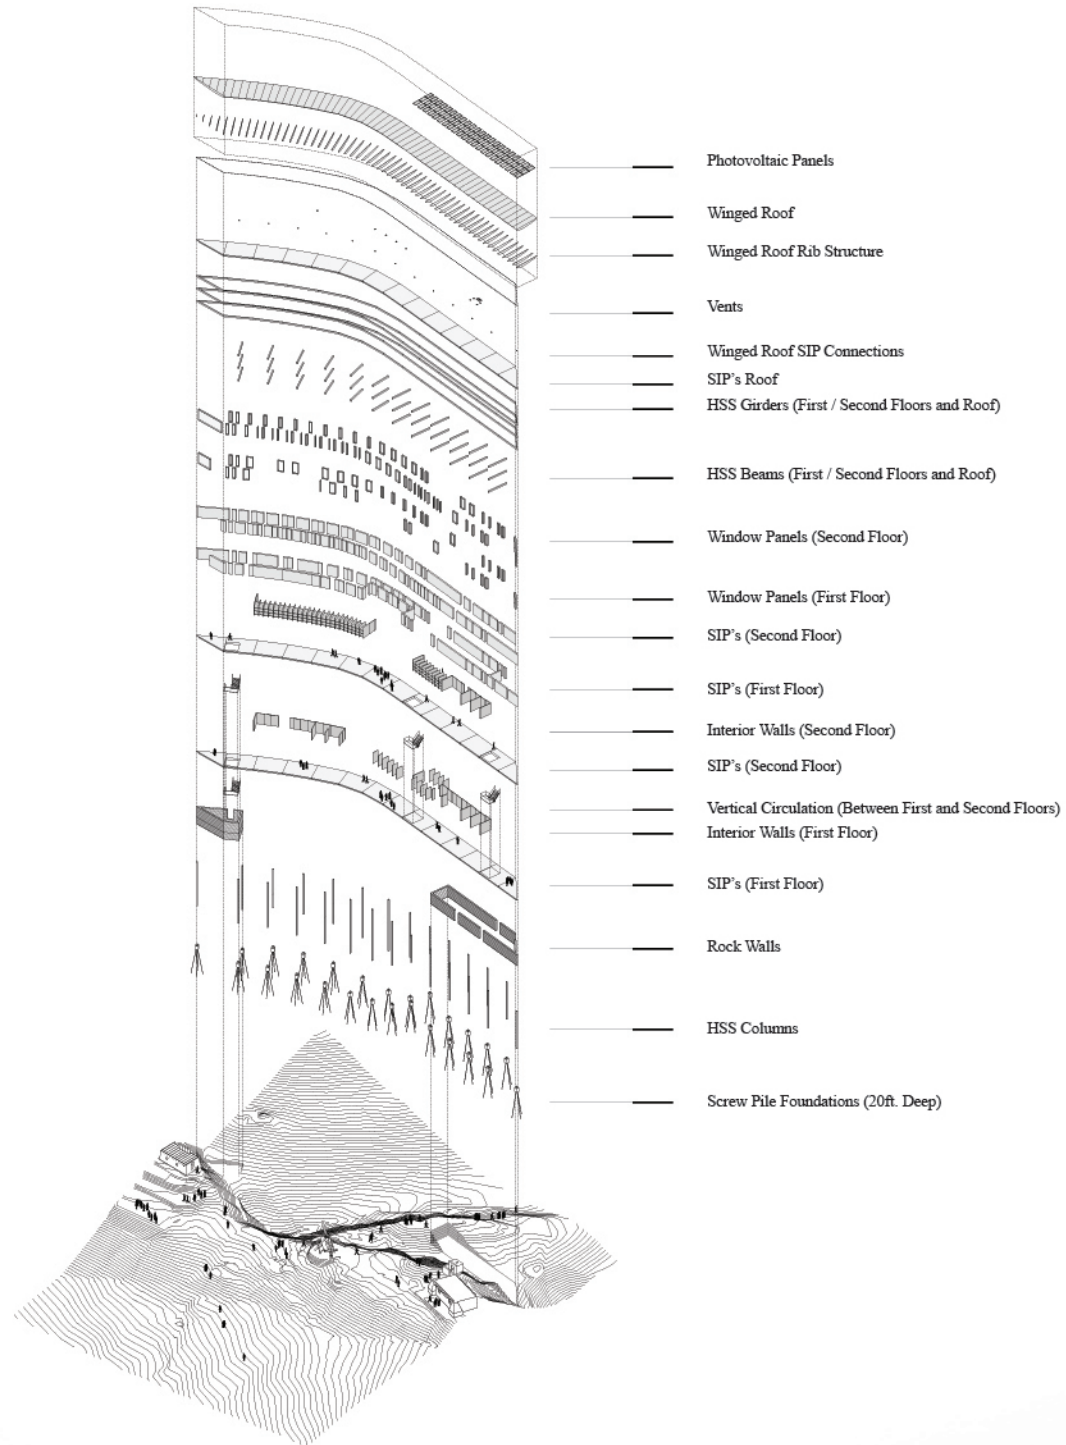 Photovoltaic Panels
Winged Roof
Winged Roof Rib Structure
Vents
Winged Roof SIP Connections
SIP's Roof
HSS Girders (First / Second Floors and Roof)
HSS Beams (First / Second Floors and Roof)
Window Panels (Second Floor)
Window Panels (First Floor)
SIP's (Second Floor)
SIP's (First Floor)
Interior Walls (Second Floor)
SIP's (Second Floor)
Vertical Circulation (Between First and Second Floors)
Interior Walls (First Floor)
SIP's (First Floor)
Rock Walls
HSS Columns
Screw Pile Foundations (20ft. Deep)